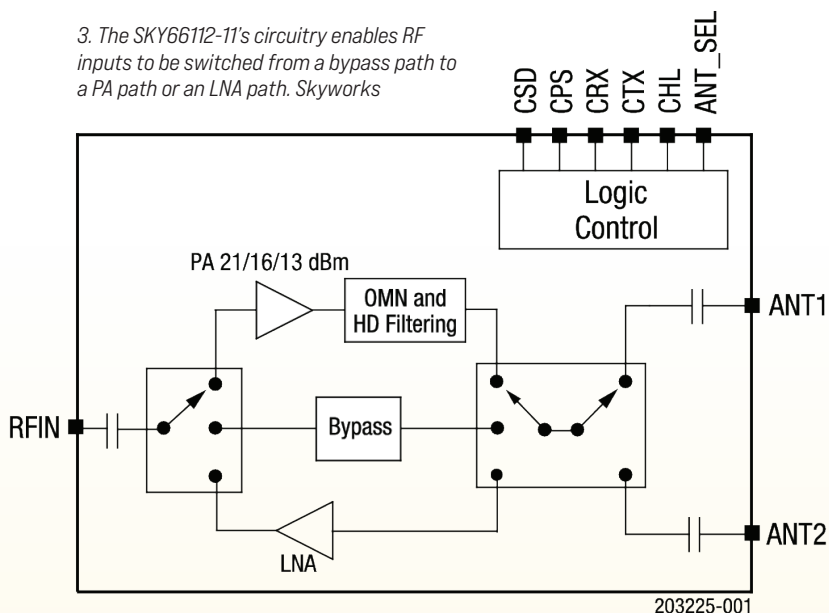 3. The SKY66112-11's circuitry enables RF
inputs to be switched from a bypass path to
a PA path or an LNA path. Skyworks
CSD
CPS
CRX
CTX
CHL
ANT_SEL
Logic
Control
PA 21/16/13 dBm
OMN and
HD Filtering
ANT1
RFIN
Bypass
LNA
ANT2
203225-001